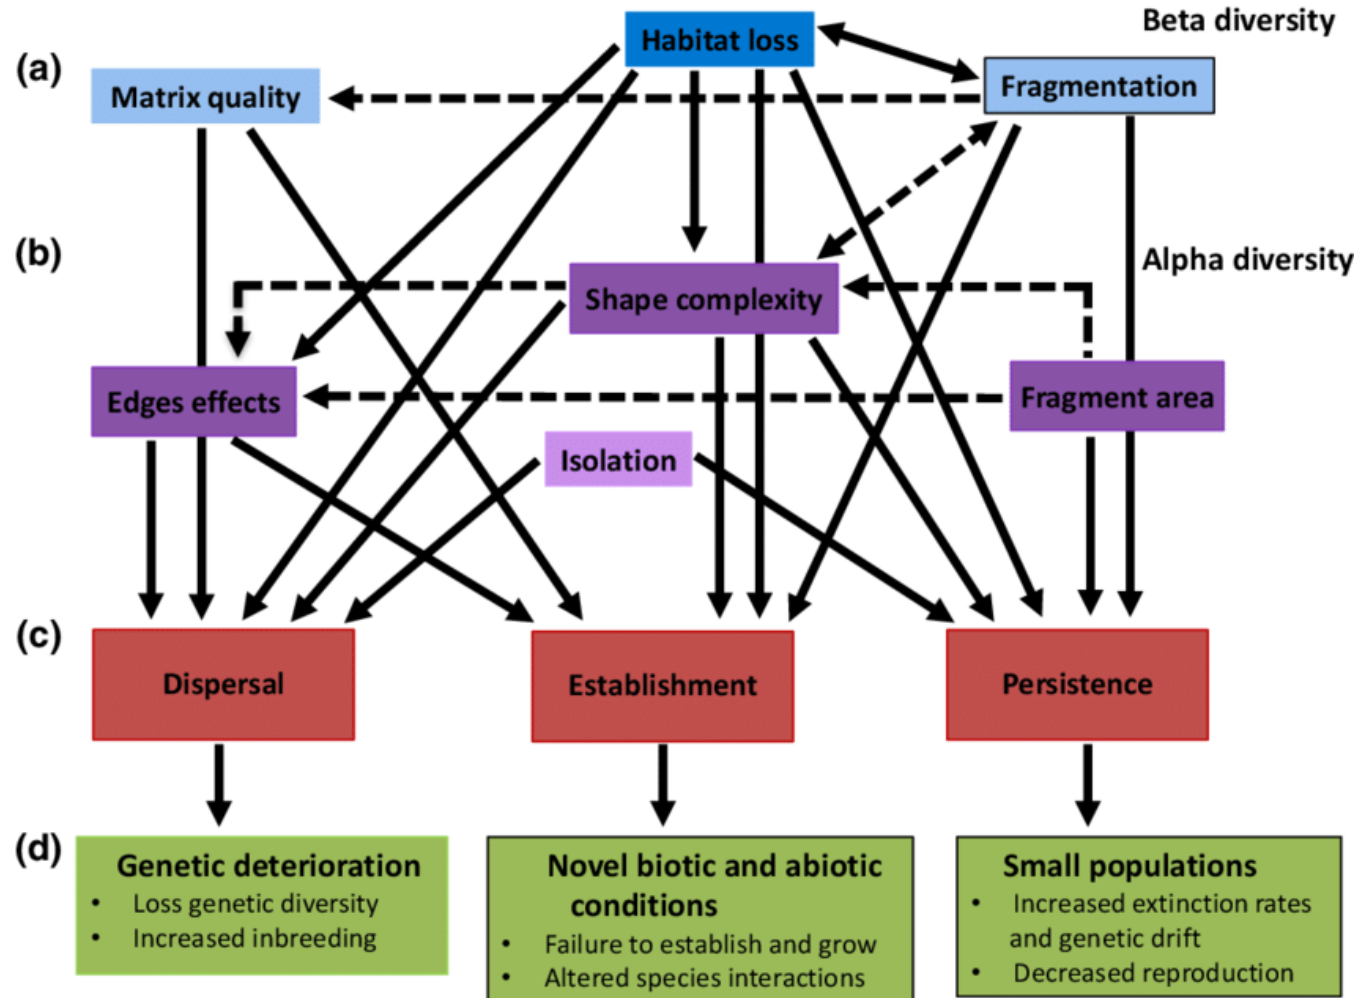 Beta diversity
Habitat loss
(a)
Matrix quality
Fragmentation
(b)
Alpha diversity
Shape complexity
Edges effects
Fragment area
Isolation
(c)
Dispersal
Establishment
Persistence
(d)
Genetic deterioration
• Loss genetic diversity
• Increased inbreeding
Novel biotic and abiotic
conditions
• Failure to establish and grow
• Altered species interactions
Small populations
• Increased extinction rates
and genetic drift
• Decreased reproduction